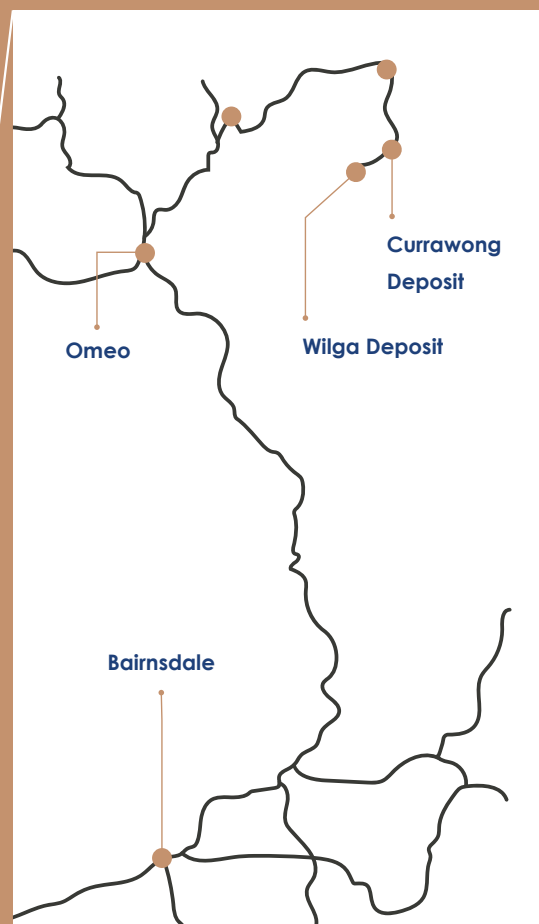 Currawong
Deposit
Wilga Deposit
Omeo
Bairnsdale